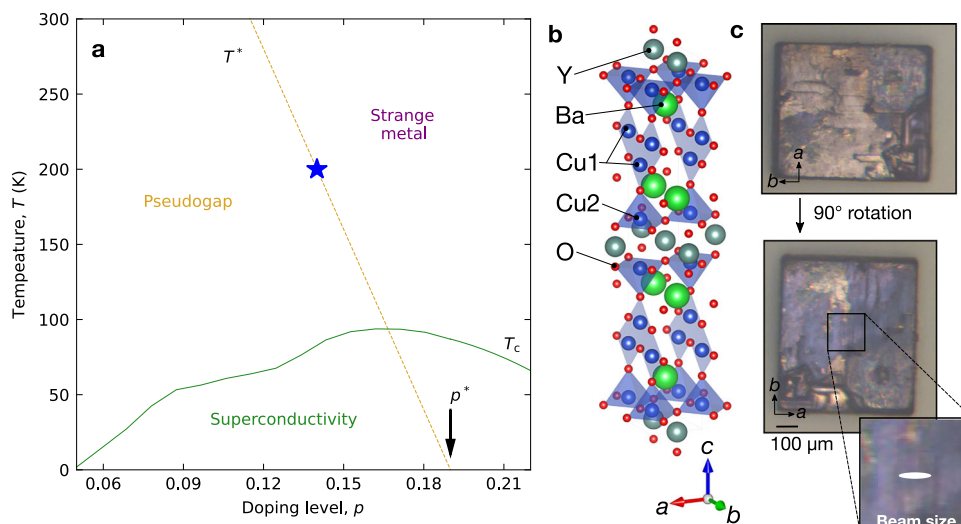 a
T*
Strange
metal
Pseudogap
Tc
p*
Superconductivity
300
250
200
150
100
50
0
0.06
0.09
0.12
0.15
0.18
0.21
Tempeature, T (K)
Doping level, p
b
Y
Ba
Cu1
Cu2
O
c
a
b
c
a
b
90° rotation
b
a
100 µm
Beam size